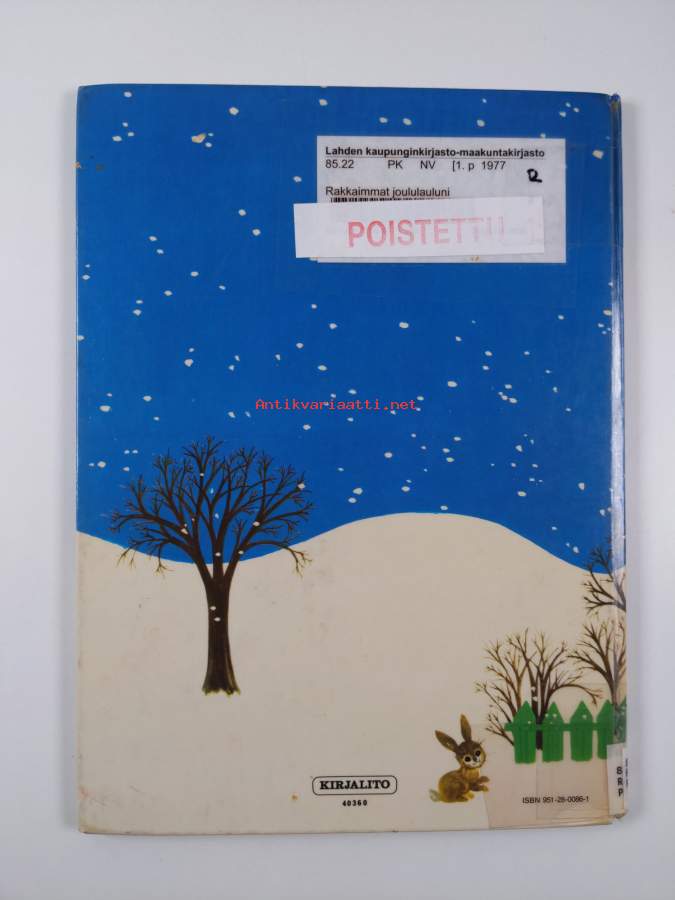 Lahden kaupunginkirjasto-maakuntakirjasto
85.22 PK NV [1. p 1977
Rakkaimmat joululauluni
POISTETTU
Antikvariaatti.net
KIRJALITO
40360
ISBN 951-28-0086-1